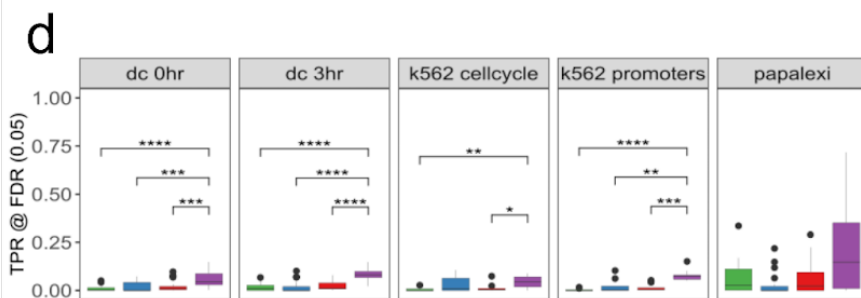 d
dc 0hr
dc 3hr
k562 cellcycle
k562 promoters
papalexi
TPR @ FDR (0.05)
1.00
0.75
0.50
0.25
0.00
****
***
***
****
****
****
**
*
****
**
***